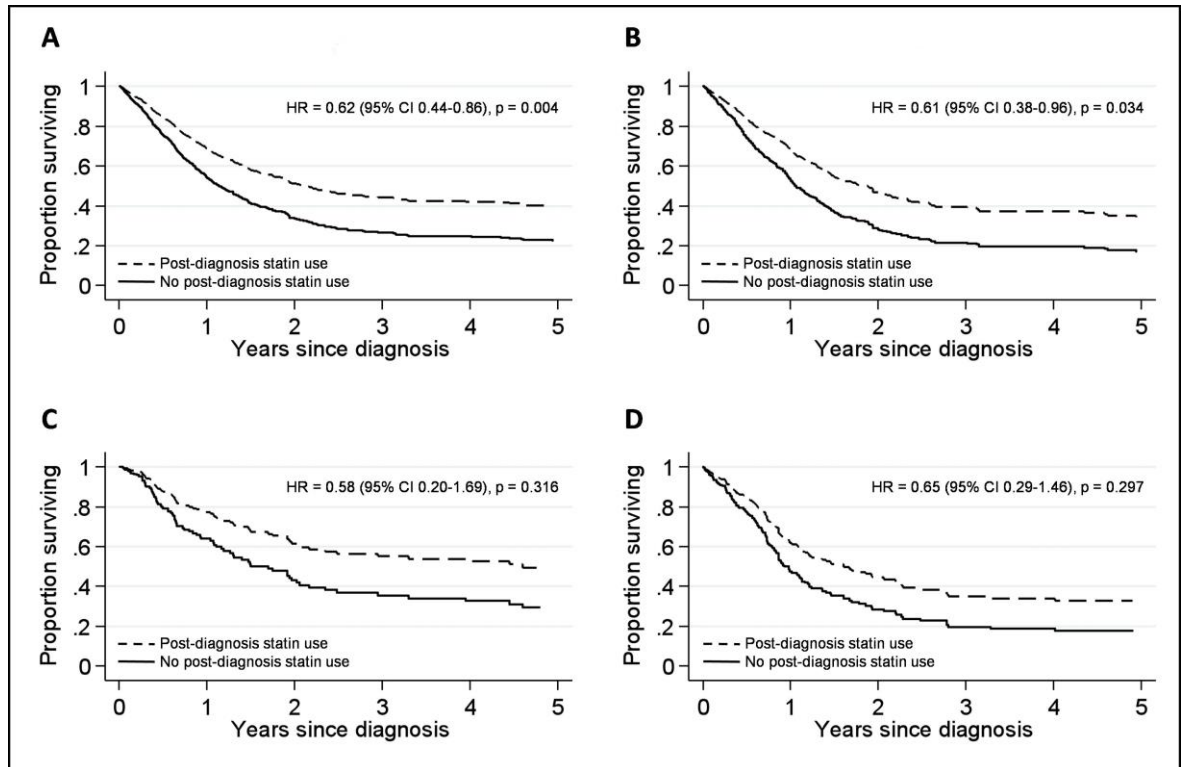 A
Proportion surviving
1
.8
.6
.4
.2
0
HR = 0.62 (95% CI 0.44-0.86), p = 0.004
Post-diagnosis statin use
No post-diagnosis statin use
0 1 2 3 4 5
Years since diagnosis
B
Proportion surviving
1
.8
.6
.4
.2
0
HR = 0.61 (95% CI 0.38-0.96), p = 0.034
Post-diagnosis statin use
No post-diagnosis statin use
0 1 2 3 4 5
Years since diagnosis
C
Proportion surviving
1
.8
.6
.4
.2
0
HR = 0.58 (95% CI 0.20-1.69), p = 0.316
Post-diagnosis statin use
No post-diagnosis statin use
0 1 2 3 4 5
Years since diagnosis
D
Proportion surviving
1
.8
.6
.4
.2
0
HR = 0.65 (95% CI 0.29-1.46), p = 0.297
Post-diagnosis statin use
No post-diagnosis statin use
0 1 2 3 4 5
Years since diagnosis